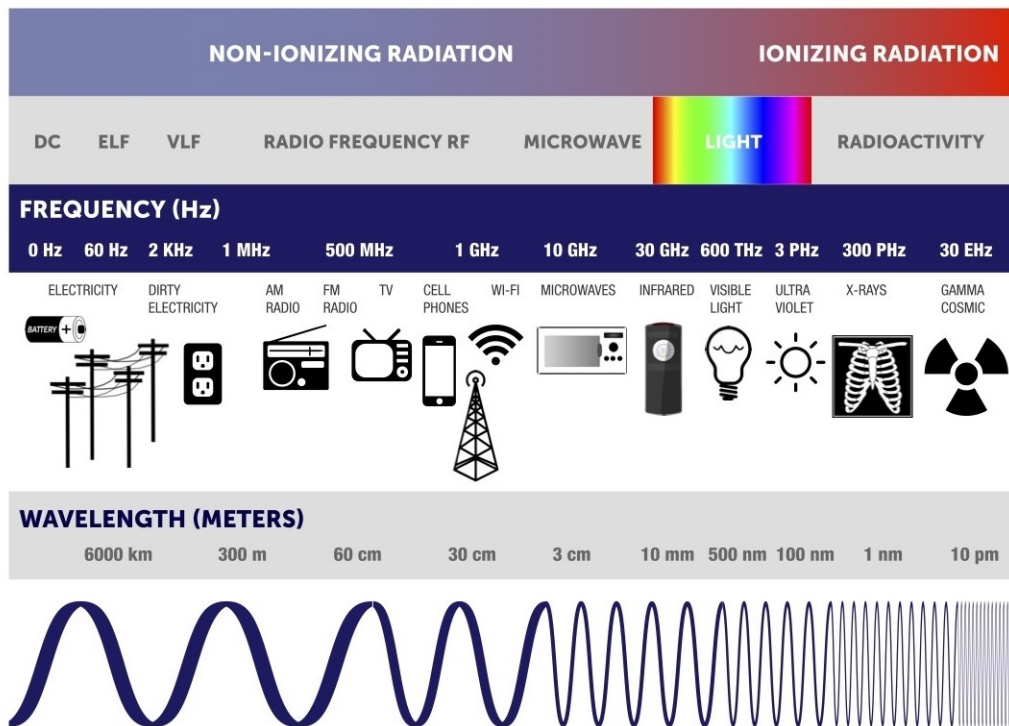 NON-IONIZING RADIATION IONIZING RADIATION
DC ELF VLF RADIO FREQUENCY RF MICROWAVE LIGHT RADIOACTIVITY
FREQUENCY (Hz)
0 Hz 60 Hz 2 KHz 1 MHz 500 MHz 1 GHz 10 GHz 30 GHz 600 THz 3 PHz 300 PHz 30 EHz
ELECTRICITY
DIRTY
ELECTRICITY
AM
RADIO
FM
RADIO
TV
CELL
PHONES
WI-FI
MICROWAVES
INFRARED
VISIBLE
LIGHT
ULTRA
VIOLET
X-RAYS
GAMMA
COSMIC
BATTERY +
WAVELENGTH (METERS)
6000 km 300 m 60 cm 30 cm 3 cm 10 mm 500 nm 100 nm 1 nm 10 pm